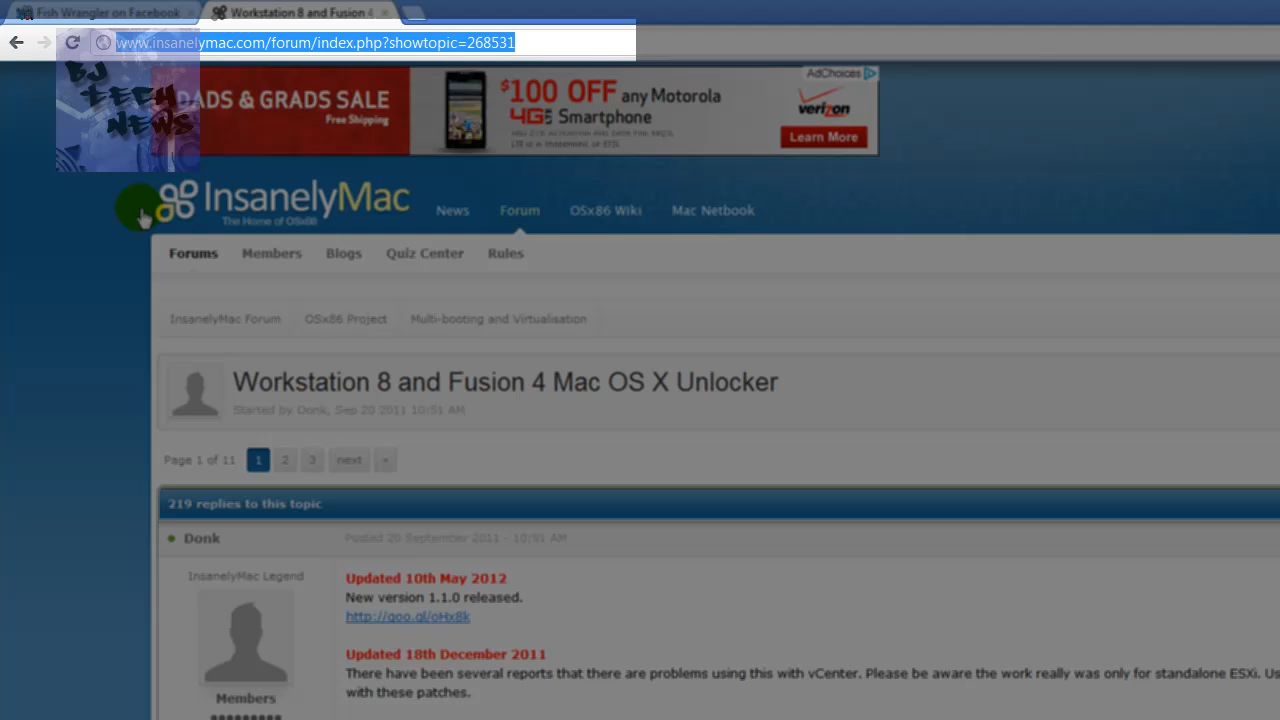 Fish Wrangler on Facebook
Workstation 8 and Fusion 4
www.insanelymac.com/forum/index.php?showtopic=268531
BJ
TECH
NEWS
DADS & GRADS SALE
Free Shipping
$100 OFF any Motorola
4G LTE Smartphone
AdChoices
verizon
Learn More
InsanelyMac
The Home of OSx86
News
Forum
OSx86 Wiki
Mac Netbook
Forums
Members
Blogs
Quiz Center
Rules
InsanelyMac Forum
OSx86 Project
Multi-booting and Virtualisation
Workstation 8 and Fusion 4 Mac OS X Unlocker
Started by Donk, Sep 20 2011 10:51 AM
Page 1 of 11
1
2
3
next
»
219 replies to this topic
Donk
Posted 20 September 2011 - 10:51 AM
InsanelyMac Legend
Updated 10th May 2012
New version 1.1.0 released.
http://goo.gl/oHx8k
Updated 18th December 2011
There have been several reports that there are problems using this with vCenter. Please be aware the work really was only for standalone ESXi. Us
with these patches.
Members